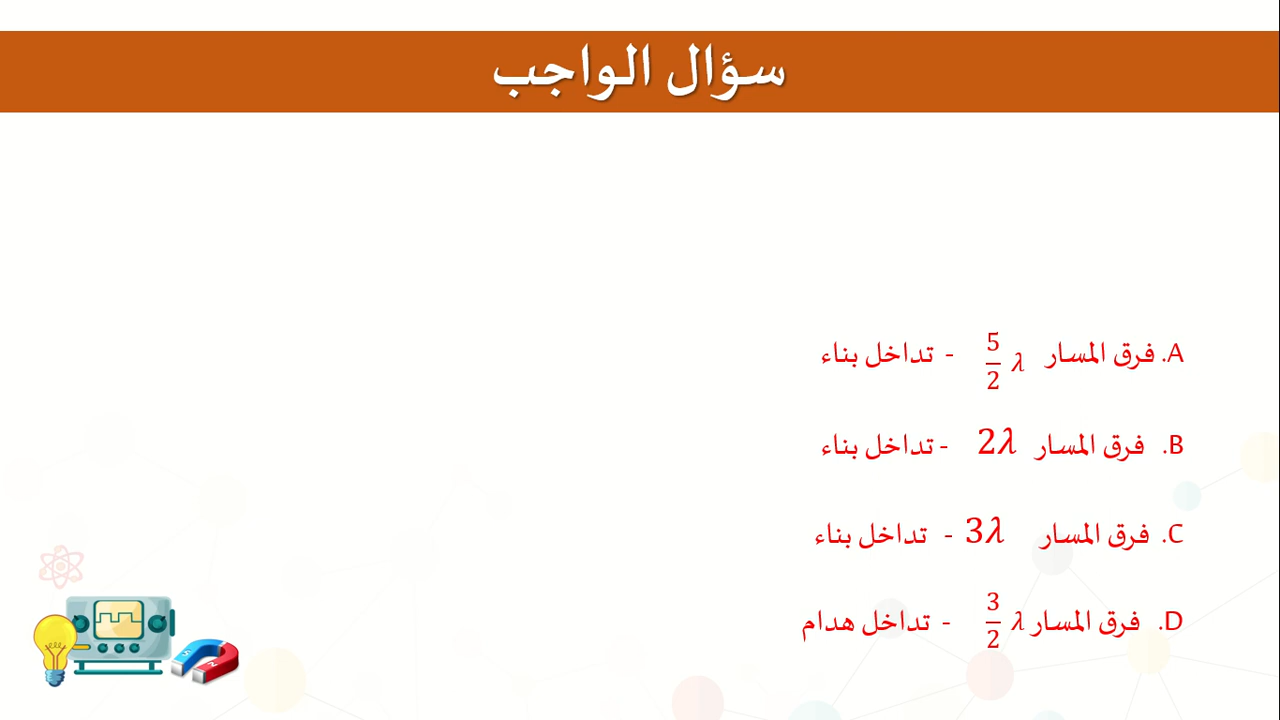 سؤال الواجب
A. فرق المسار λ 5/2 - تداخل بناء
B. فرق المسار 2λ - تداخل بناء
C. فرق المسار 3λ - تداخل بناء
D. فرق المسار λ 3/2 - تداخل هدام